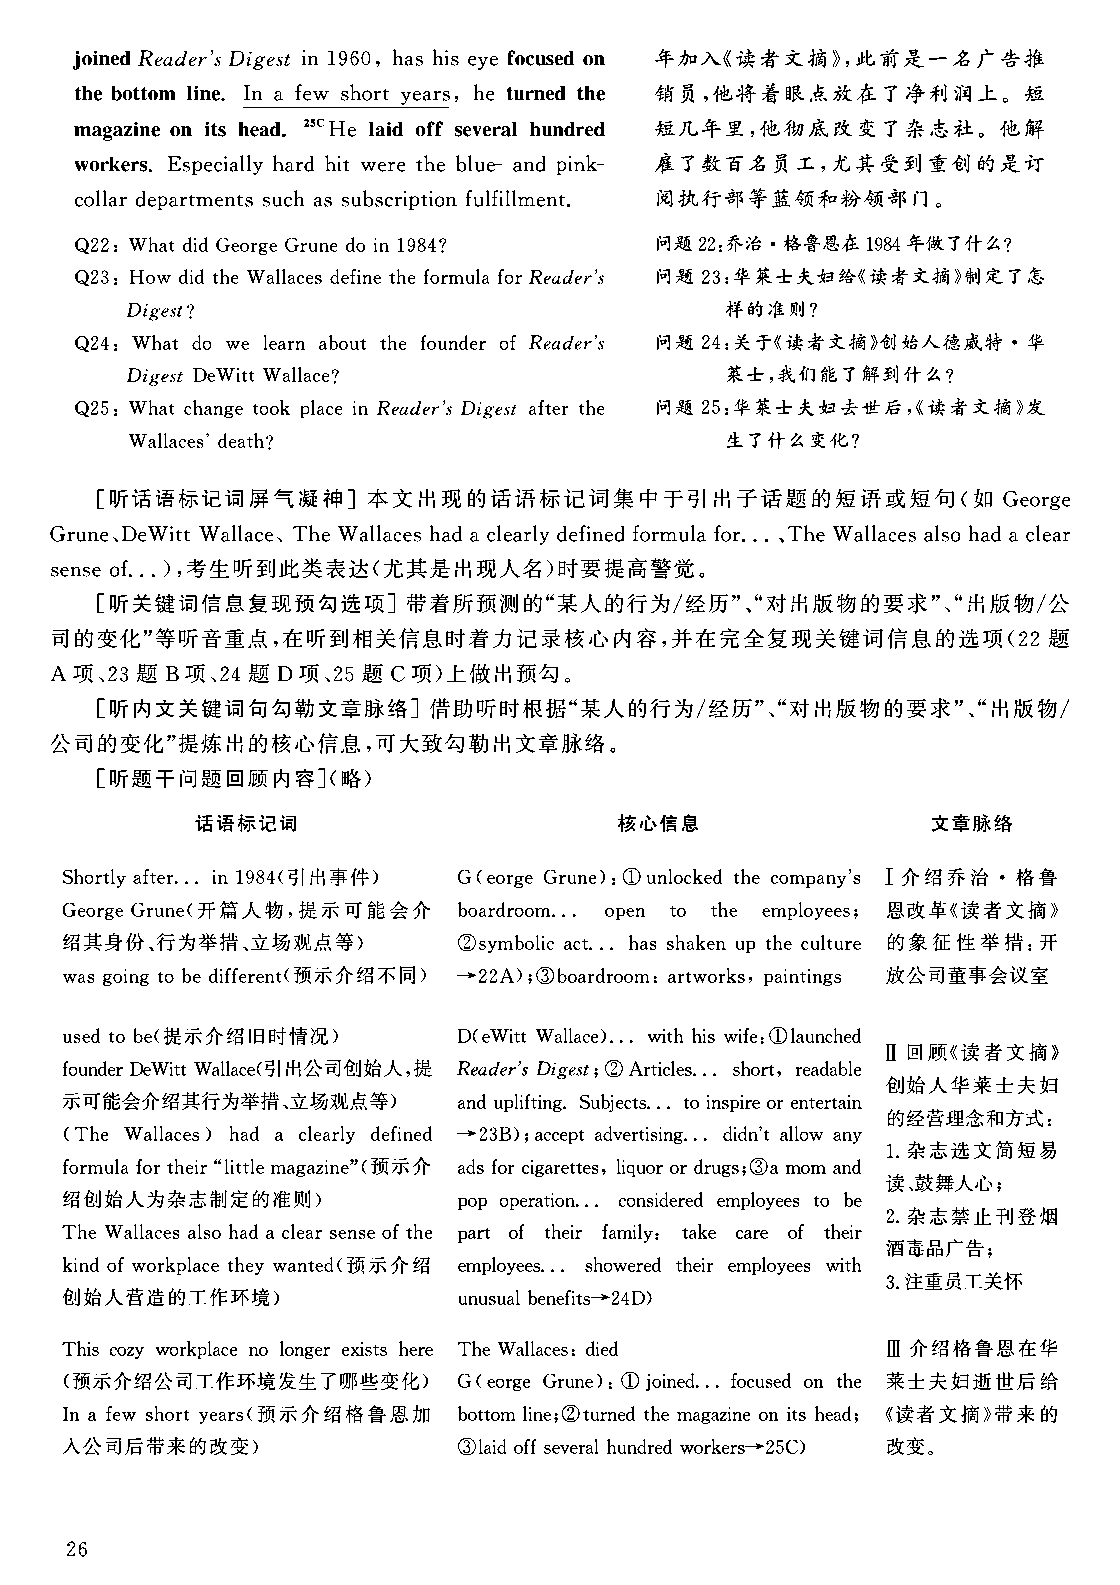 joined Reader's Digest in 1960, has his eye focused on
the bottom line. In a few short years, he turned the
magazine on its head. 25C He laid off several hundred
workers. Especially hard hit were the blue- and pink-
collar departments such as subscription fulfillment.
年加入《读者文摘》,此前是一名广告推
销员,他将着眼点放在了净利润上。短
短几年里,他彻底改变了杂志社。他解
雇了数百名员工,尤其受到重创的是订
阅执行部等蓝领和粉领部门。
Q22: What did George Grune do in 1984?
Q23: How did the Wallaces define the formula for Reader's
Digest?
Q24: What do we learn about the founder of Reader's
Digest DeWitt Wallace?
Q25: What change took place in Reader's Digest after the
Wallaces' death?
问题22:乔治·格鲁恩在1984年做了什么?
问题23:华莱士夫妇给《读者文摘》制定了怎
样的准则?
问题24:关于《读者文摘》创始人德威特·华
莱士,我们能了解到什么?
问题25:华莱士夫妇去世后,《读者文摘》发
生了什么变化?
[听话语标记词屏气凝神] 本文出现的话语标记词集中于引出子话题的短语或短句(如 George
Grune、DeWitt Wallace、The Wallaces had a clearly defined formula for...、The Wallaces also had a clear
sense of...),考生听到此类表达(尤其是出现人名)时要提高警觉。
[听关键词信息复现预勾选项] 带着所预测的“某人的行为/经历”、“对出版物的要求”、“出版物/公
司的变化”等听音重点,在听到相关信息时着力记录核心内容,并在完全复现关键词信息的选项(22 题
A 项、23 题 B 项、24 题 D 项、25 题 C 项)上做出预勾。
[听内文关键词句勾勒文章脉络] 借助听时根据“某人的行为/经历”、“对出版物的要求”、“出版物/
公司的变化”提炼出的核心信息,可大致勾勒出文章脉络。
[听题干问题回顾内容](略)
话语标记词
核心信息
文章脉络
Shortly after... in 1984(引出事件)
George Grune(开篇人物,提示可能会介
绍其身份、行为举措、立场观点等)
was going to be different(预示介绍不同)
G(eorge Grune):①unlocked the company's
boardroom... open to the employees;
②symbolic act... has shaken up the culture
→22A);③boardroom: artworks, paintings
Ⅰ介绍乔治·格鲁
恩改革《读者文摘》
的象征性举措:开
放公司董事会议室
used to be(提示介绍旧时情况)
founder DeWitt Wallace(引出公司创始人,提
示可能会介绍其行为举措、立场观点等)
(The Wallaces) had a clearly defined
formula for their “little magazine”(预示介
绍创始人为杂志制定的准则)
The Wallaces also had a clear sense of the
kind of workplace they wanted(预示介绍
创始人营造的工作环境)
D(eWitt Wallace)... with his wife:①launched
Reader's Digest;②Articles... short, readable
and uplifting. Subjects... to inspire or entertain
→23B);accept advertising... didn't allow any
ads for cigarettes, liquor or drugs;③a mom and
pop operation... considered employees to be
part of their family: take care of their
employees... showered their employees with
unusual benefits→24D)
Ⅱ 回顾《读者文摘》
创始人华莱士夫妇
的经营理念和方式:
1. 杂志选文简短易
读、鼓舞人心;
2. 杂志禁止刊登烟
酒毒品广告;
3. 注重员工关怀
This cozy workplace no longer exists here
(预示介绍公司工作环境发生了哪些变化)
In a few short years(预示介绍格鲁恩加
入公司后带来的改变)
The Wallaces: died
G(eorge Grune):①joined... focused on the
bottom line;②turned the magazine on its head;
③laid off several hundred workers→25C)
Ⅲ 介绍格鲁恩在华
莱士夫妇逝世后给
《读者文摘》带来的
改变。
26